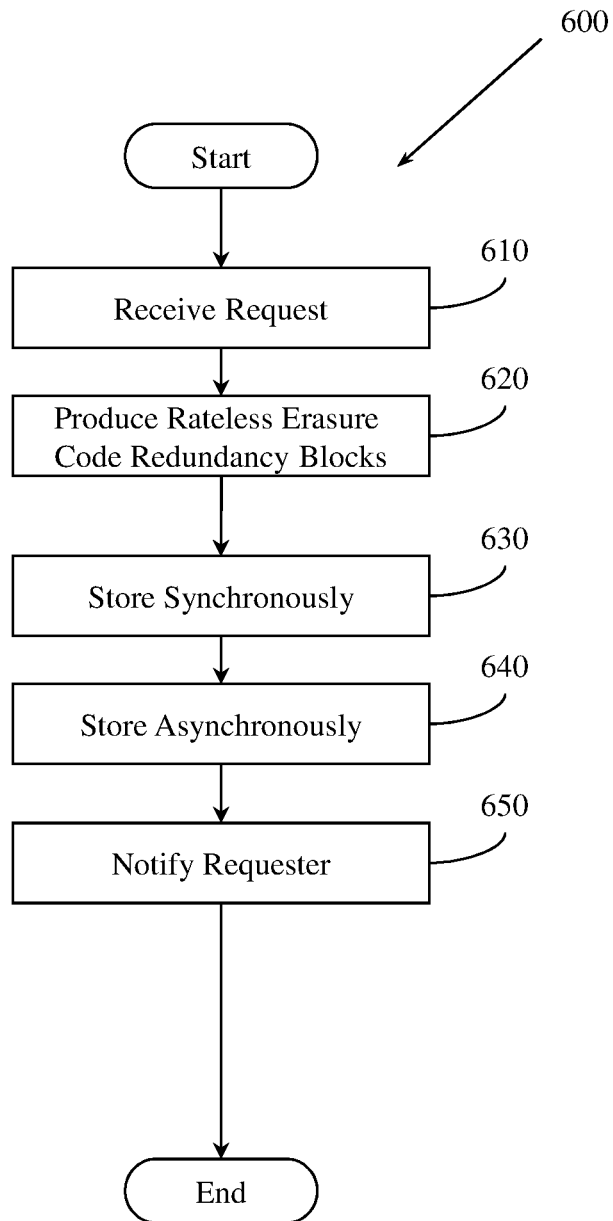 600
Start
610
Receive Request
620
Produce Rateless Erasure
Code Redundancy Blocks
630
Store Synchronously
640
Store Asynchronously
650
Notify Requester
End